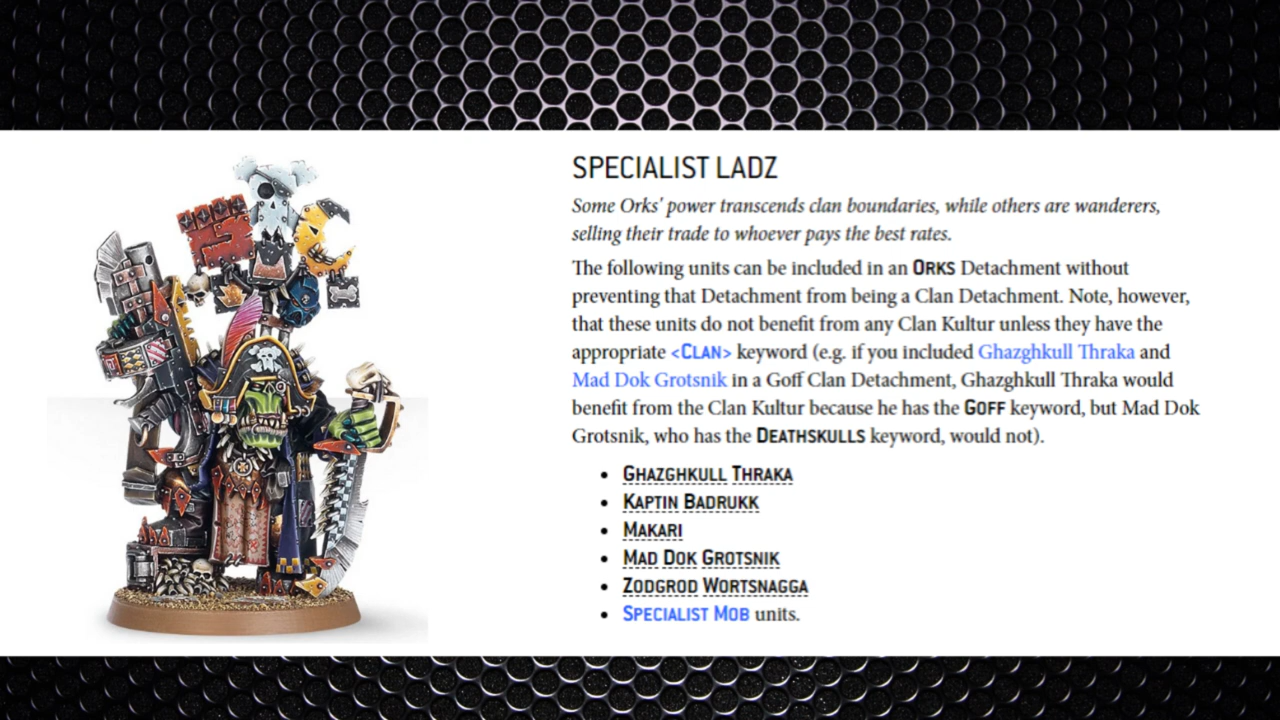 SPECIALIST LADZ
Some Orks' power transcends clan boundaries, while others are wanderers,
selling their trade to whoever pays the best rates.
The following units can be included in an ORKS Detachment without
preventing that Detachment from being a Clan Detachment. Note, however,
that these units do not benefit from any Clan Kultur unless they have the
appropriate <CLAN> keyword (e.g. if you included Ghazghkull Thraka and
Mad Dok Grotsnik in a Goff Clan Detachment, Ghazghkull Thraka would
benefit from the Clan Kultur because he has the GOFF keyword, but Mad Dok
Grotsnik, who has the DEATHSKULLS keyword, would not).
• GHAZGHKULL THRAKA
• KAPTIN BADRUKK
• MAKARI
• MAD DOK GROTSNIK
• ZODGROD WORTSNAGGA
• SPECIALIST MOB units.